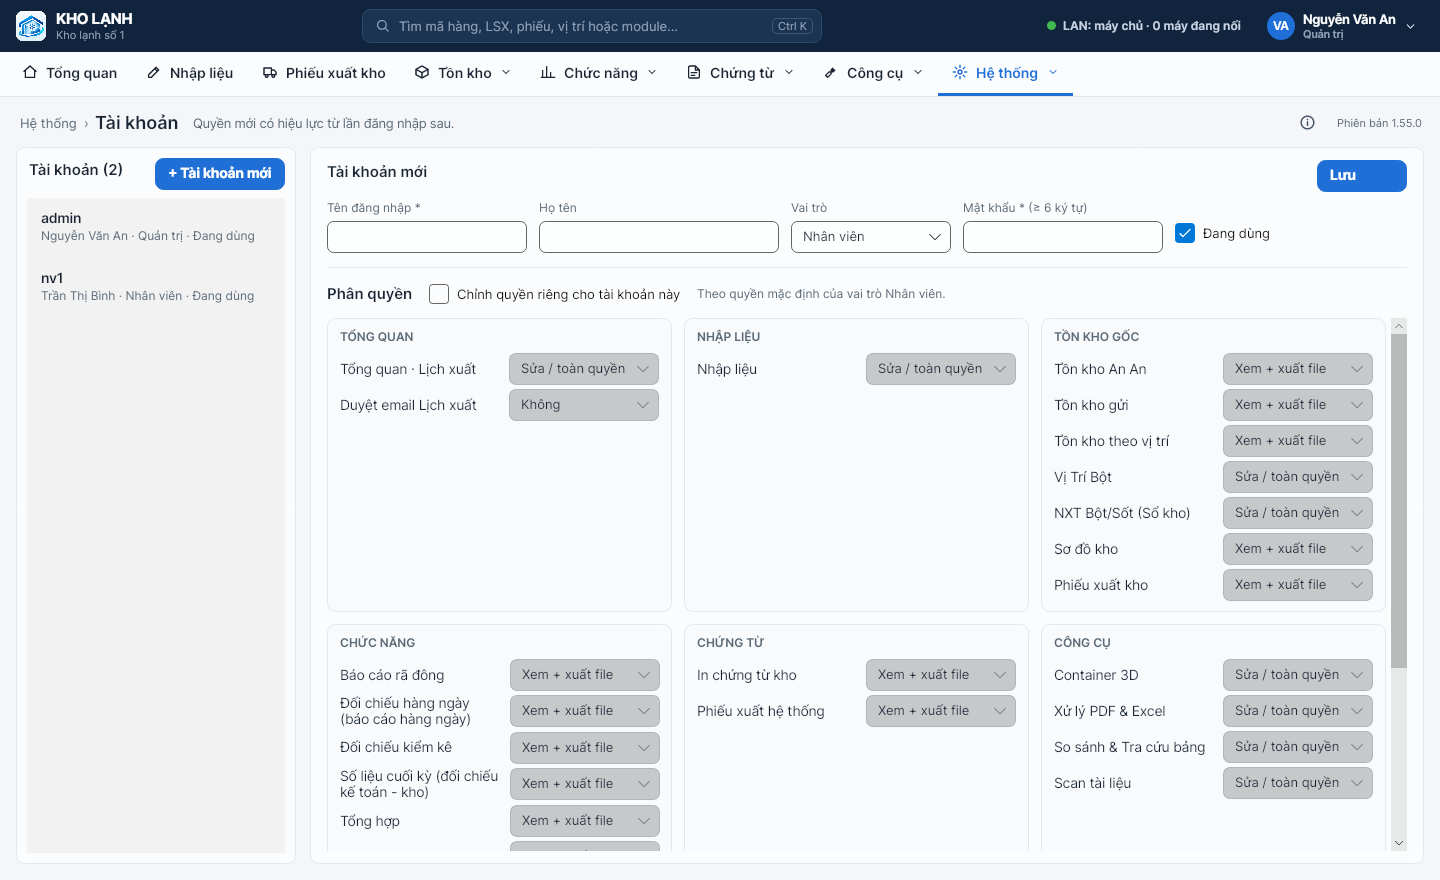 KHO LẠNH
Kho lạnh số 1
Tìm mã hàng, LSX, phiếu, vị trí hoặc module...
Ctrl K
LAN: máy chủ · 0 máy đang nối
VA
Nguyễn Văn An
Quản trị
Tổng quan
Nhập liệu
Phiếu xuất kho
Tồn kho
Chức năng
Chứng từ
Công cụ
Hệ thống
Hệ thống › Tài khoản
Quyền mới có hiệu lực từ lần đăng nhập sau.
Phiên bản 1.55.0
Tài khoản (2)
+ Tài khoản mới
admin
Nguyễn Văn An · Quản trị · Đang dùng
nv1
Trần Thị Bình · Nhân viên · Đang dùng
Tài khoản mới
Lưu
Tên đăng nhập *
Họ tên
Vai trò
Nhân viên
Mật khẩu * (≥ 6 ký tự)
Đang dùng
Phân quyền
Chỉnh quyền riêng cho tài khoản này
Theo quyền mặc định của vai trò Nhân viên.
TỔNG QUAN
Tổng quan · Lịch xuất
Sửa / toàn quyền
Duyệt email Lịch xuất
Không
NHẬP LIỆU
Nhập liệu
Sửa / toàn quyền
TỒN KHO GỐC
Tồn kho An An
Xem + xuất file
Tồn kho gửi
Xem + xuất file
Tồn kho theo vị trí
Xem + xuất file
Vị Trí Bột
Sửa / toàn quyền
NXT Bột/Sốt (Sổ kho)
Sửa / toàn quyền
Sơ đồ kho
Xem + xuất file
Phiếu xuất kho
Xem + xuất file
CHỨC NĂNG
Báo cáo rã đông
Xem + xuất file
Đối chiếu hàng ngày
(báo cáo hàng ngày)
Xem + xuất file
Đối chiếu kiểm kê
Xem + xuất file
Số liệu cuối kỳ (đối chiếu
kế toán - kho)
Xem + xuất file
Tổng hợp
Xem + xuất file
CHỨNG TỪ
In chứng từ kho
Xem + xuất file
Phiếu xuất hệ thống
Xem + xuất file
CÔNG CỤ
Container 3D
Sửa / toàn quyền
Xử lý PDF & Excel
Sửa / toàn quyền
So sánh & Tra cứu bảng
Sửa / toàn quyền
Scan tài liệu
Sửa / toàn quyền